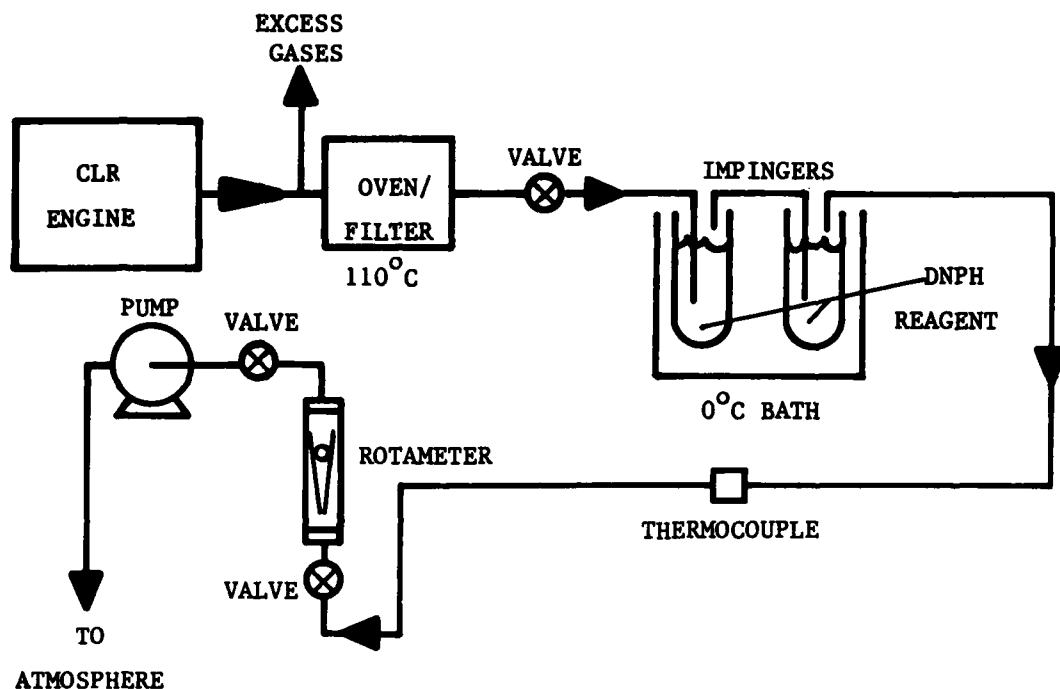 EXCESS
GASES
CLR
ENGINE
OVEN/
FILTER
110°C
VALVE
IMPINGERS
DNPH
REAGENT
0°C BATH
PUMP
VALVE
ROTAMETER
THERMOCOUPLE
VALVE
TO
ATMOSPHERE